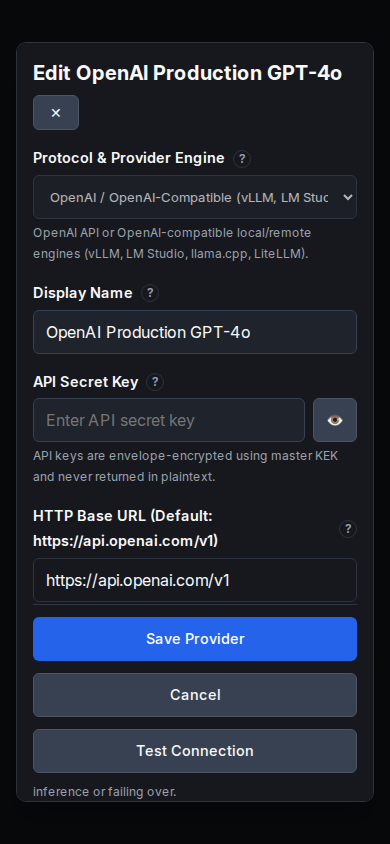 Edit OpenAI Production GPT-4o
✕
Protocol & Provider Engine ?
OpenAI / OpenAI-Compatible (vLLM, LM Stuc
OpenAI API or OpenAI-compatible local/remote
engines (vLLM, LM Studio, llama.cpp, LiteLLM).
Display Name ?
OpenAI Production GPT-4o
API Secret Key ?
Enter API secret key
API keys are envelope-encrypted using master KEK
and never returned in plaintext.
HTTP Base URL (Default:
https://api.openai.com/v1) ?
https://api.openai.com/v1
Save Provider
Cancel
Test Connection
inference or failing over.